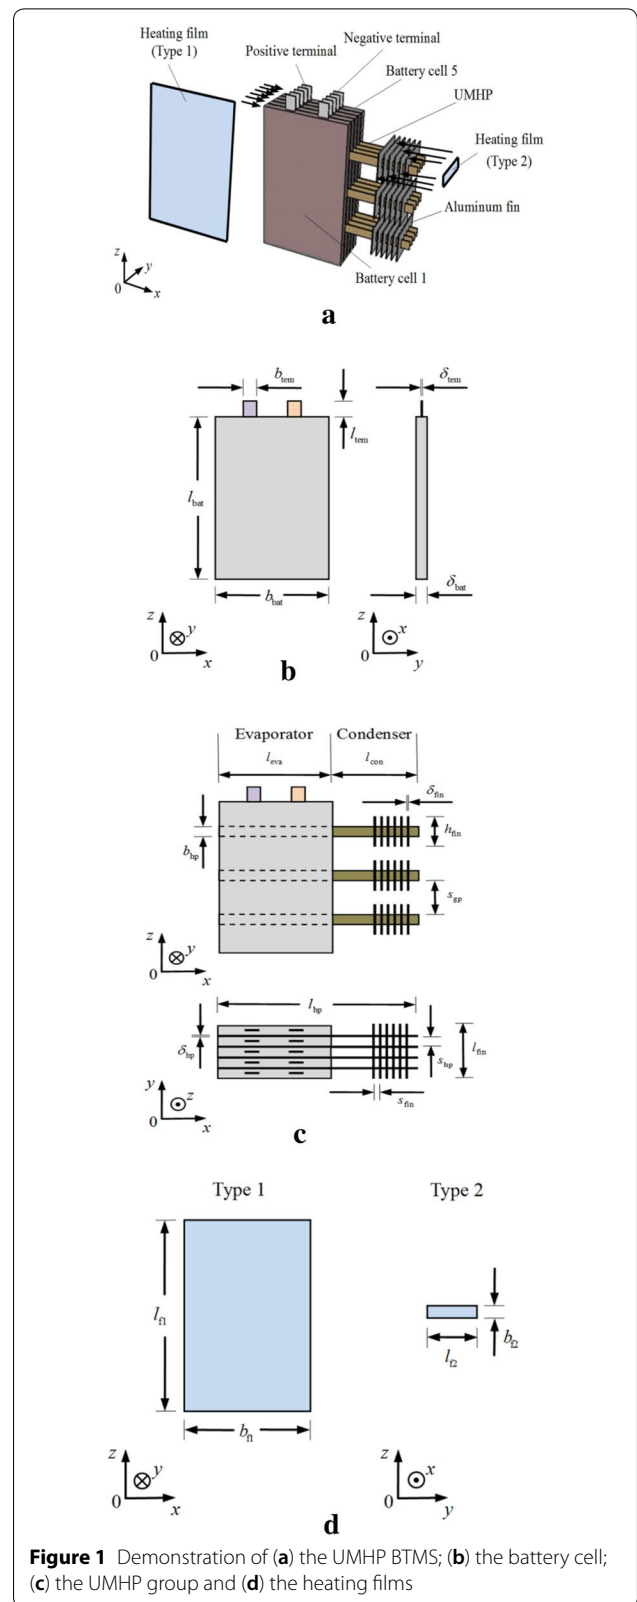 Heating film
(Type 1)
Positive terminal
Negative terminal
Battery cell 5
UMHP
Heating film
(Type 2)
Aluminum fin
Battery cell 1
z
y
0
x
a
b_tem
δ_tem
l_tem
l_bat
b_bat
δ_bat
z
y
0
x
z
x
0
y
b
Evaporator
Condenser
l_eva
l_con
δ_fin
h_fin
b_hp
s_gp
z
y
0
x
l_hp
δ_hp
s_hp
l_fin
s_fin
y
z
0
x
c
Type 1
Type 2
l_f1
b_f1
l_f2
b_f2
z
y
0
x
z
x
0
y
d
Figure 1 Demonstration of (a) the UMHP BTMS; (b) the battery cell;
(c) the UMHP group and (d) the heating films